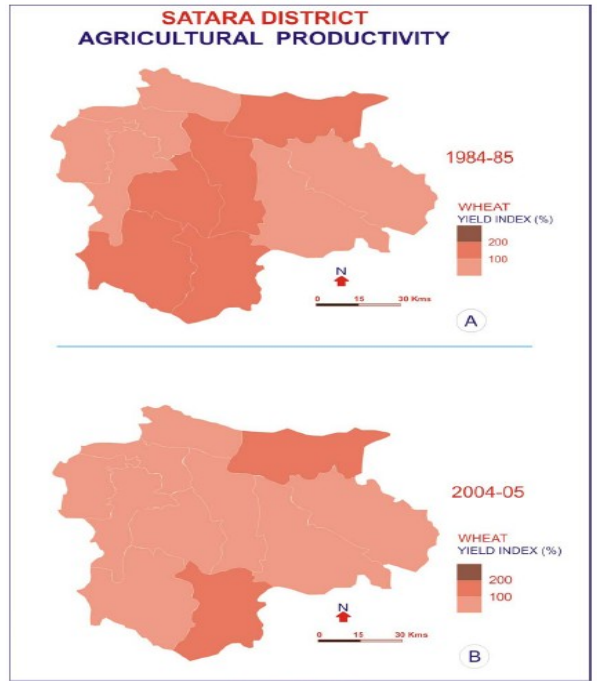 SATARA DISTRICT
AGRICULTURAL PRODUCTIVITY
1984-85
WHEAT
YIELD INDEX (%)
200
100
N
0 15 30 Kms
A
2004-05
WHEAT
YIELD INDEX (%)
200
100
N
0 15 30 Kms
B